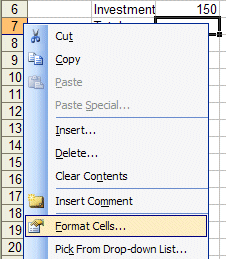 6 Investment 150
7
8 Cut
9
10 Copy
11 Paste
12
13 Paste Special...
14 Insert...
15 Delete...
16 Clear Contents
17
18 Insert Comment
19 Format Cells...
20 Pick From Drop-down List...